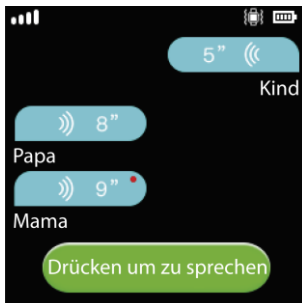 5”
Kind
8”
Papa
9”
Mama
Drücken um zu sprechen